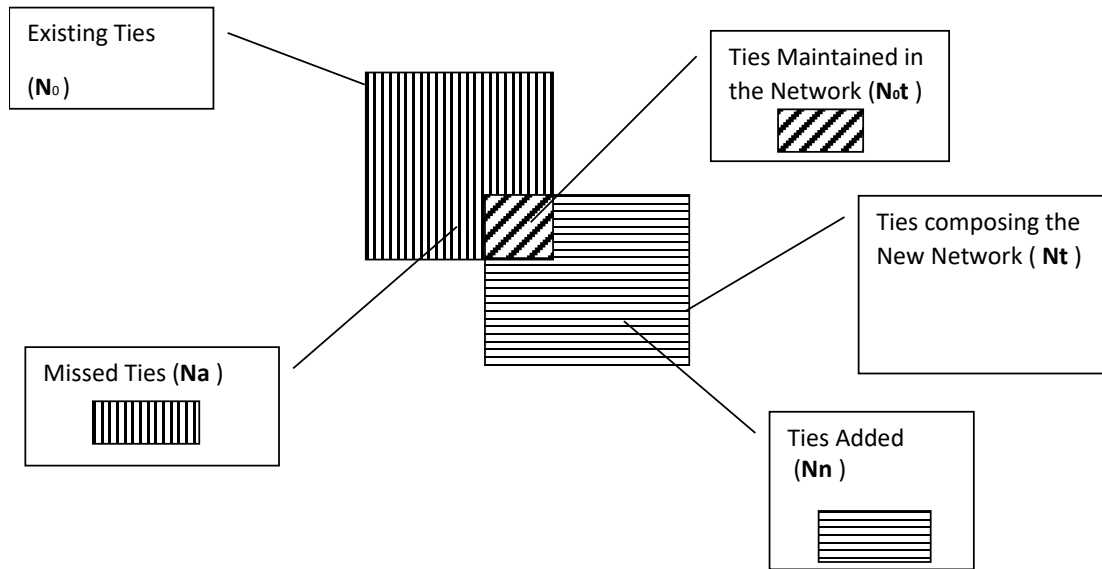 Existing Ties
(N₀ )
Ties Maintained in
the Network (N₀t )
Ties composing the
New Network ( Nt )
Missed Ties (Na )
Ties Added
(Nn )